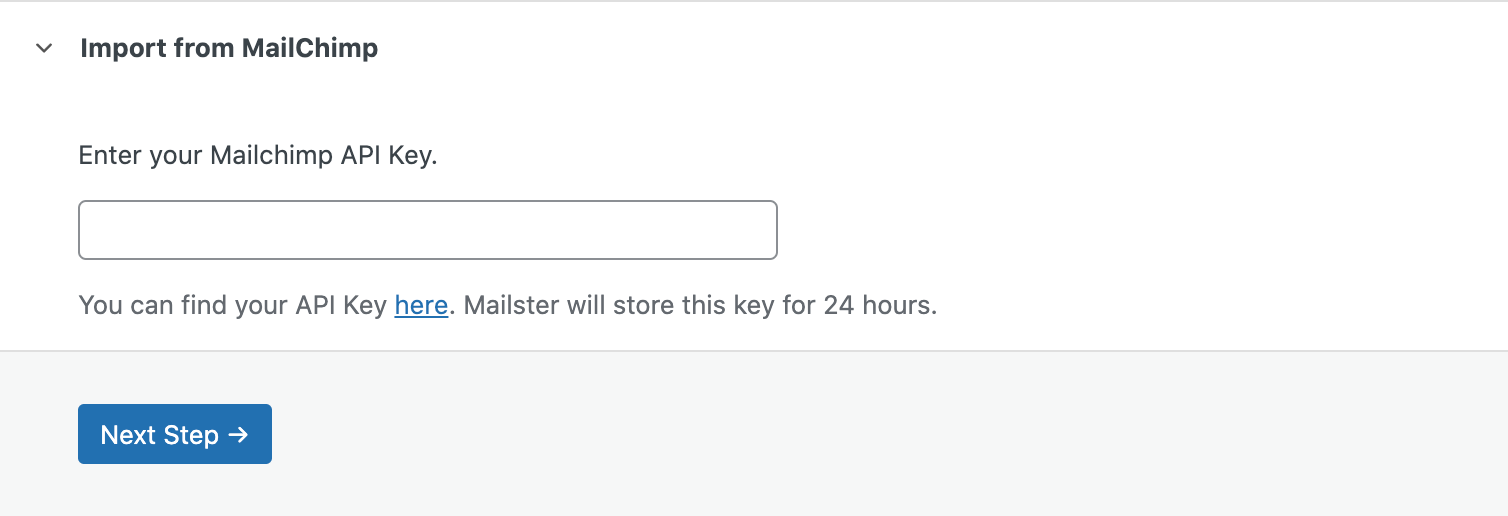 Import from MailChimp
Enter your Mailchimp API Key.
You can find your API Key here. Mailster will store this key for 24 hours.
Next Step →